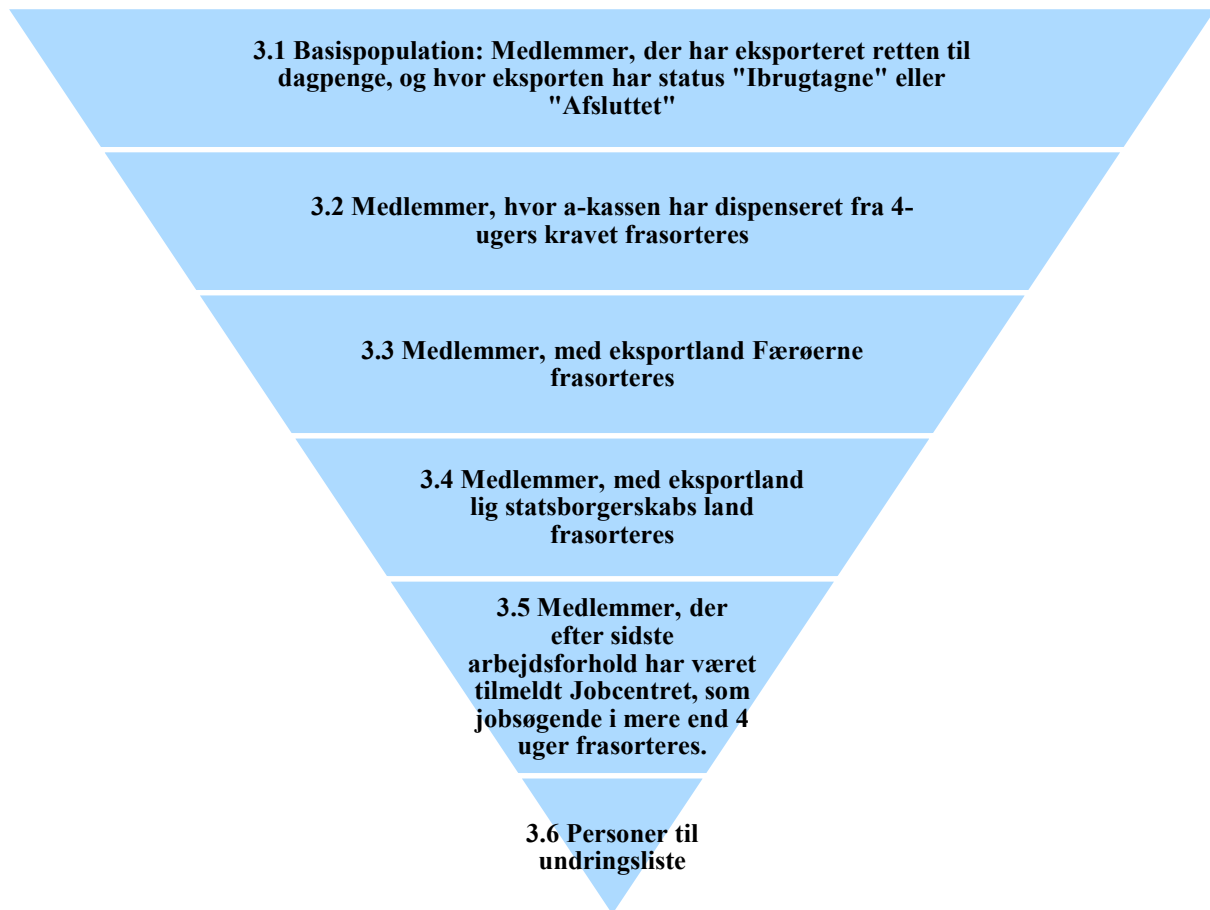 3.1 Basispopulation: Medlemmer, der har eksporteret retten til
dagpenge, og hvor eksporten har status "Ibrugtagne" eller
"Afsluttet"
3.2 Medlemmer, hvor a-kassen har dispenseret fra 4-
ugers kravet frasorteres
3.3 Medlemmer, med eksportland Færøerne
frasorteres
3.4 Medlemmer, med eksportland
lig statsborgerskabs land
frasorteres
3.5 Medlemmer, der
efter sidste
arbejdsforhold har været
tilmeldt Jobcentret, som
jobsøgende i mere end 4
uger frasorteres.
3.6 Personer til
undringsliste